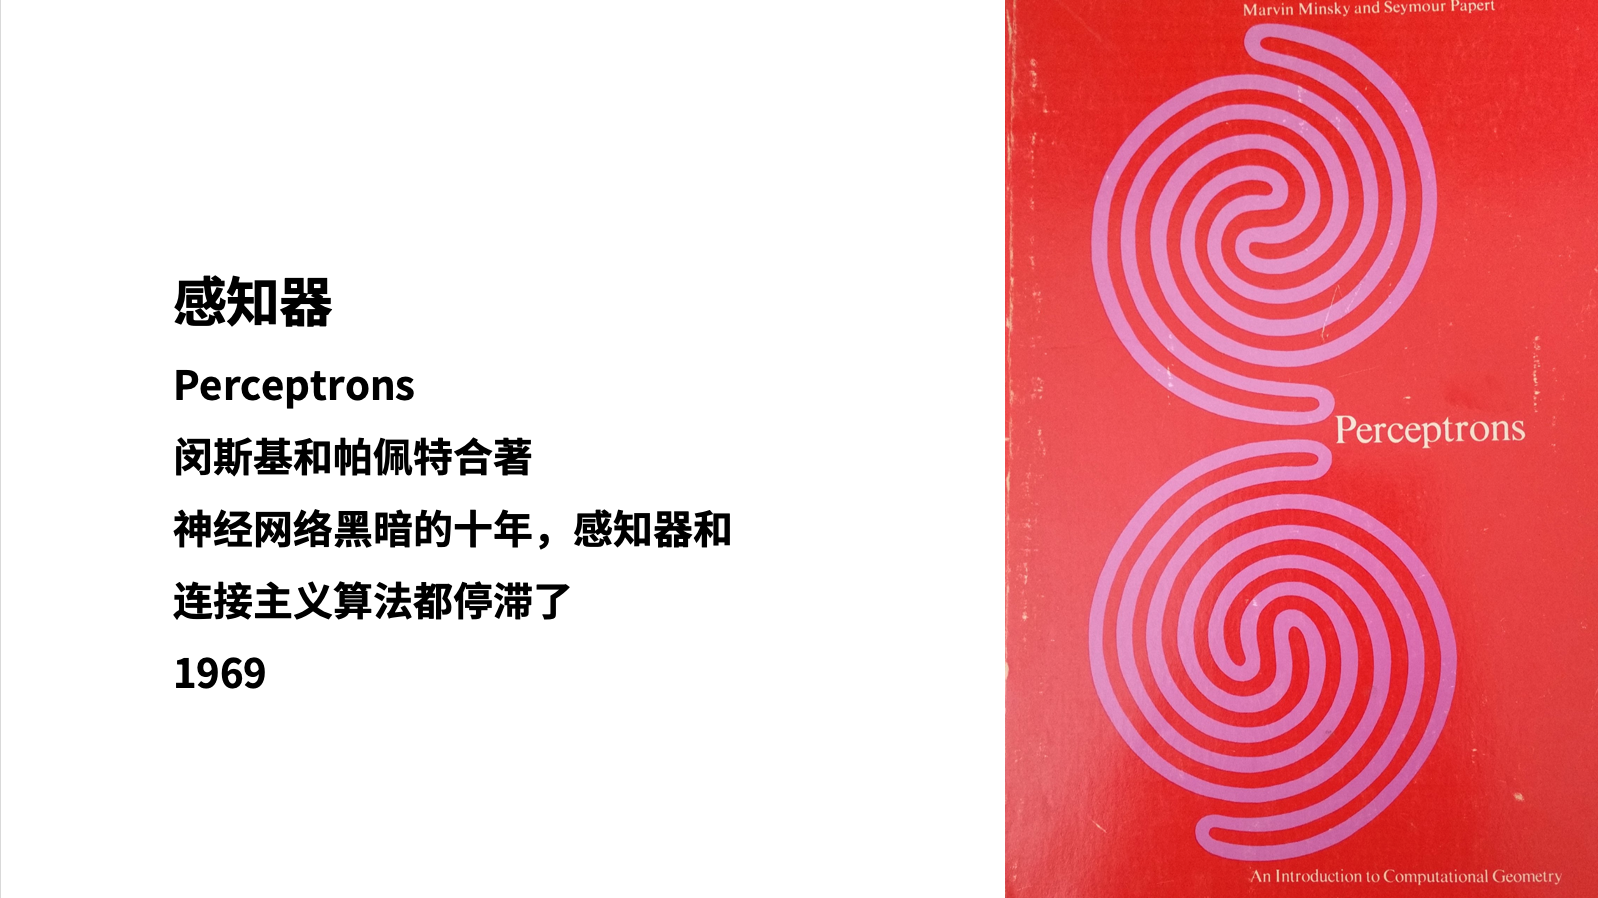 感知器
Perceptrons
闵斯基和帕佩特合著
神经网络黑暗的十年，感知器和
连接主义算法都停滞了
1969
Marvin Minsky and Seymour Papert
Perceptrons
An Introduction to Computational Geometry